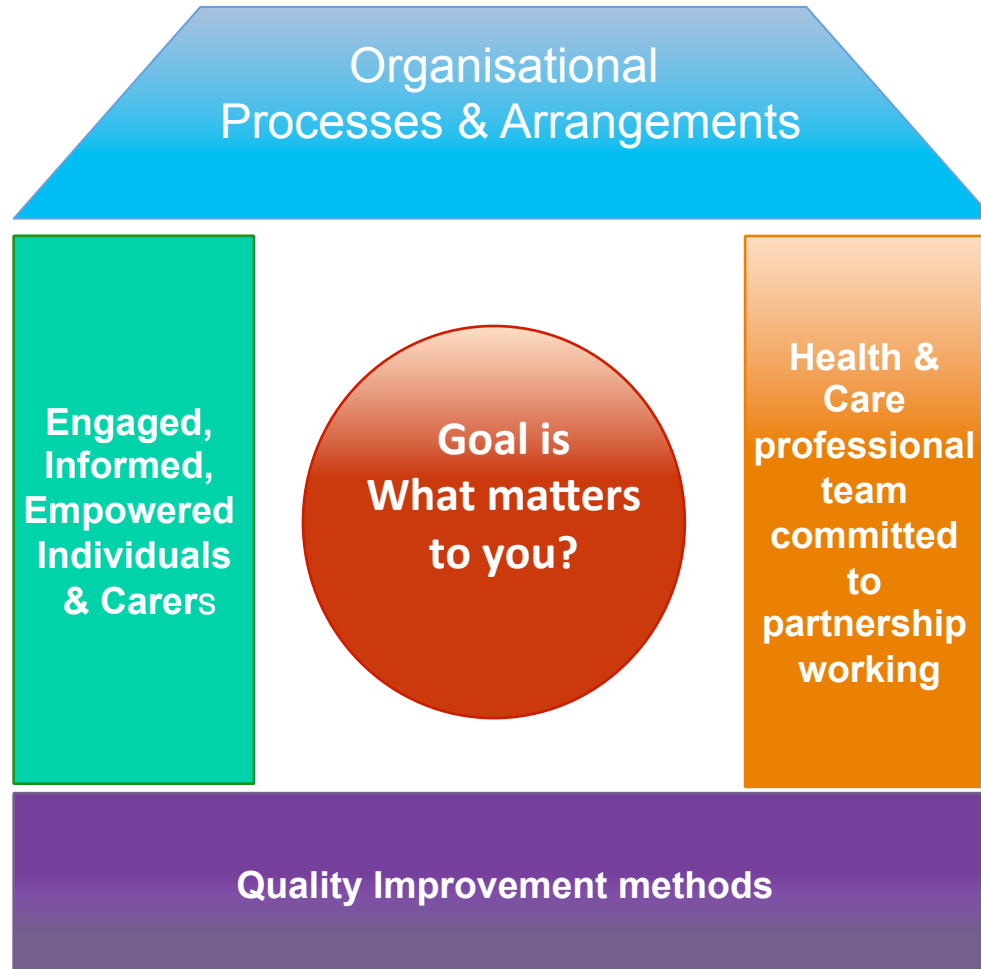 Organisational
Processes & Arrangements
Engaged,
Informed,
Empowered
Individuals
& Carers
Goal is
What matters
to you?
Health &
Care
professional
team
committed
to
partnership
working
Quality Improvement methods